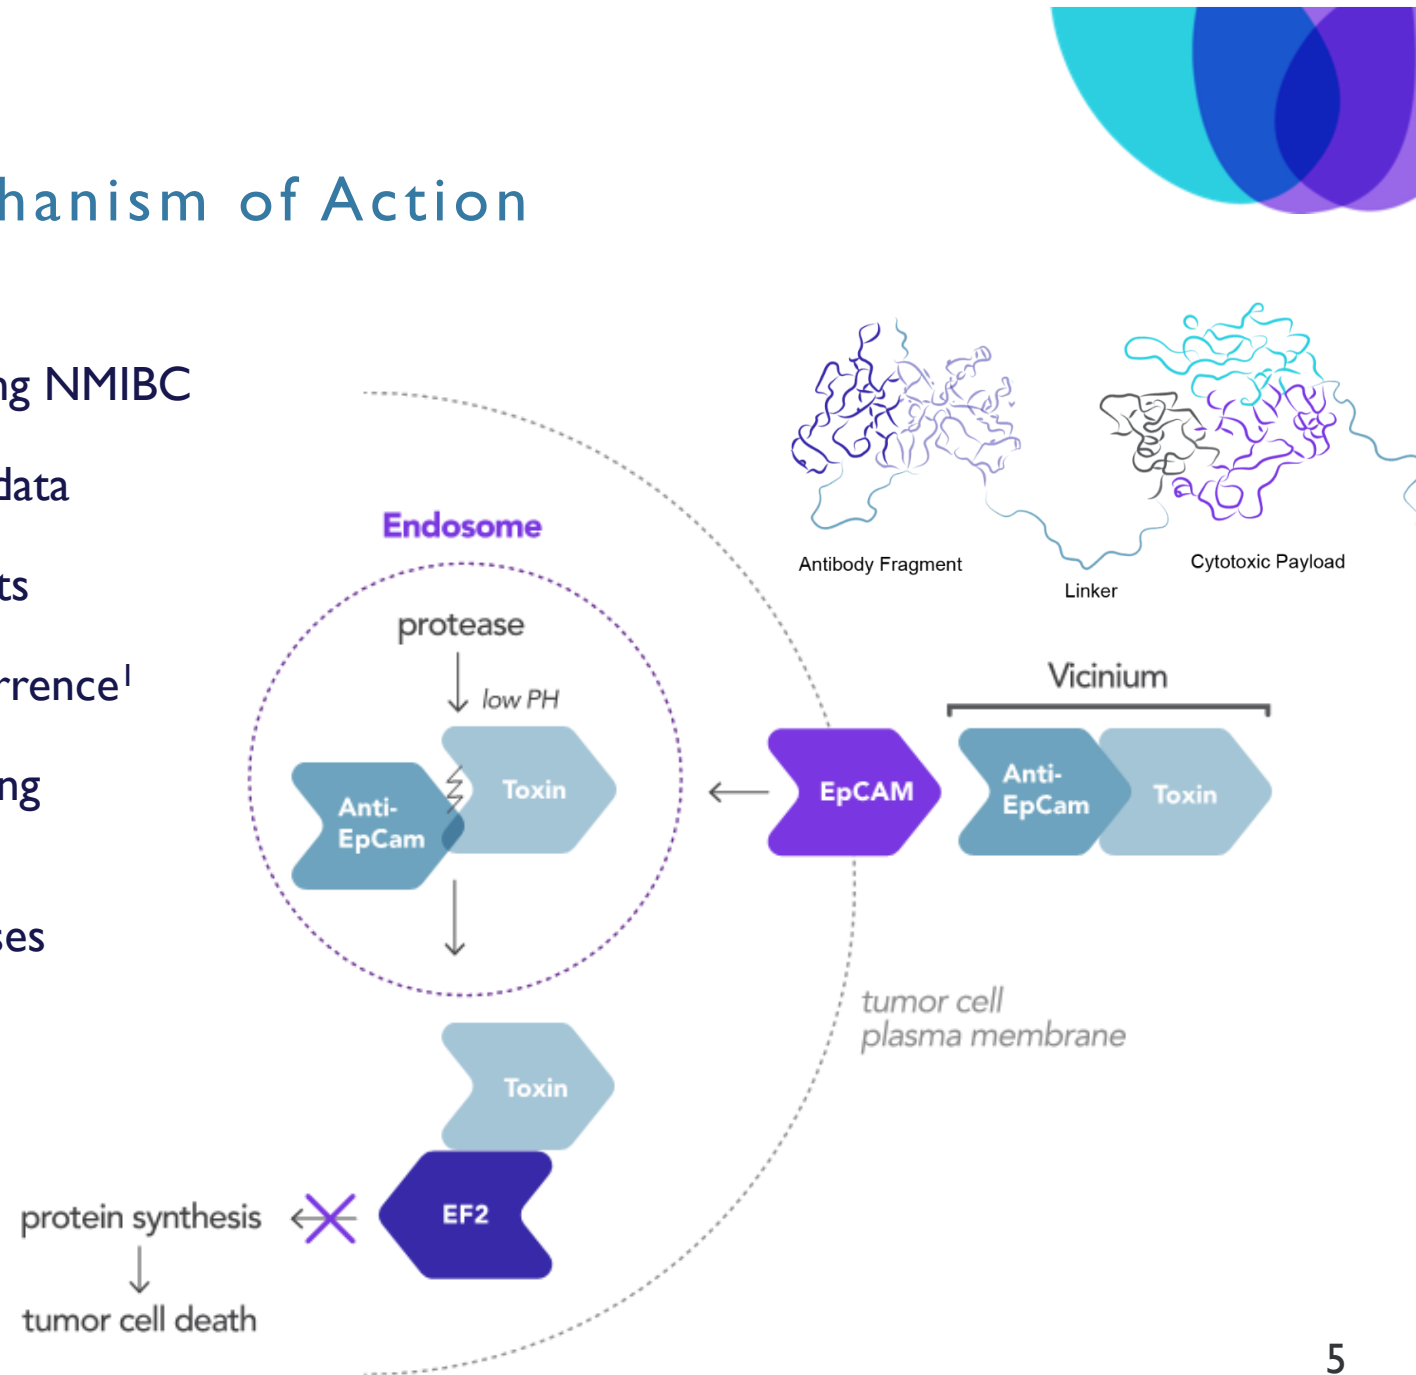 hanism of Action
ng NMIBC
data
ts
rrence¹
ng
ses
Endosome
protease
low PH
Anti-
EpCam
Toxin
Antibody Fragment
Linker
Cytotoxic Payload
Vicinium
EpCAM
Anti-
EpCam
Toxin
tumor cell
plasma membrane
Toxin
EF2
protein synthesis
tumor cell death
5